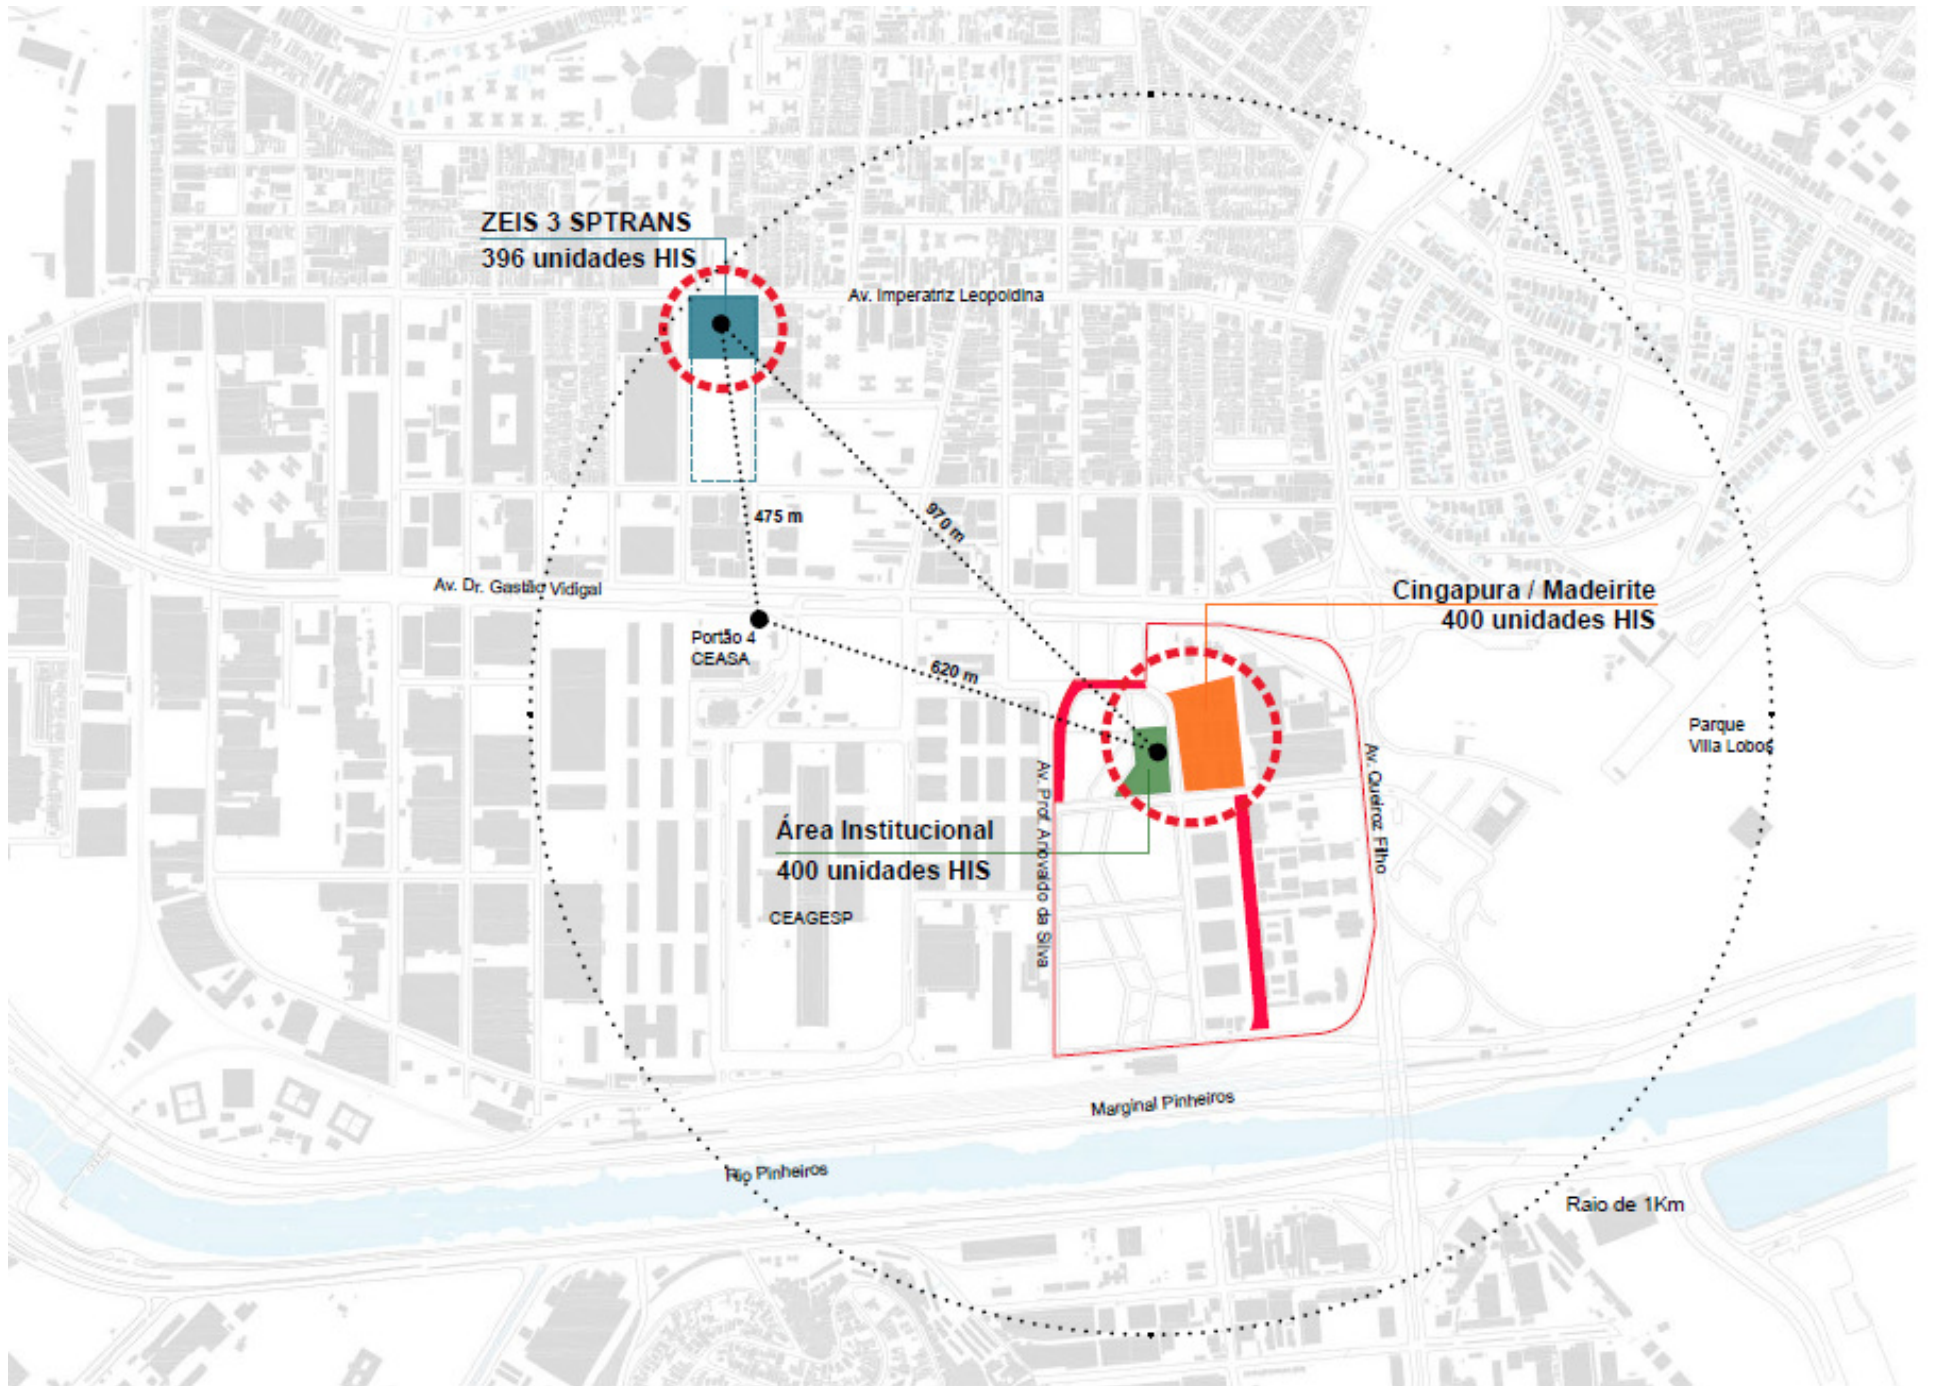 ZEIS 3 SPTRANS
396 unidades HIS
Av. Imperatriz Leopoldina
475 m
970 m
Av. Dr. Gastão Vidigal
Cingapura / Madeirite
400 unidades HIS
Portão 4
CEASA
620 m
Parque
Villa Lobos
Av. Queiroz Filho
Av. Prof. Ariovaldo da Silva
Área Institucional
400 unidades HIS
CEAGESP
Marginal Pinheiros
Rio Pinheiros
Raio de 1Km